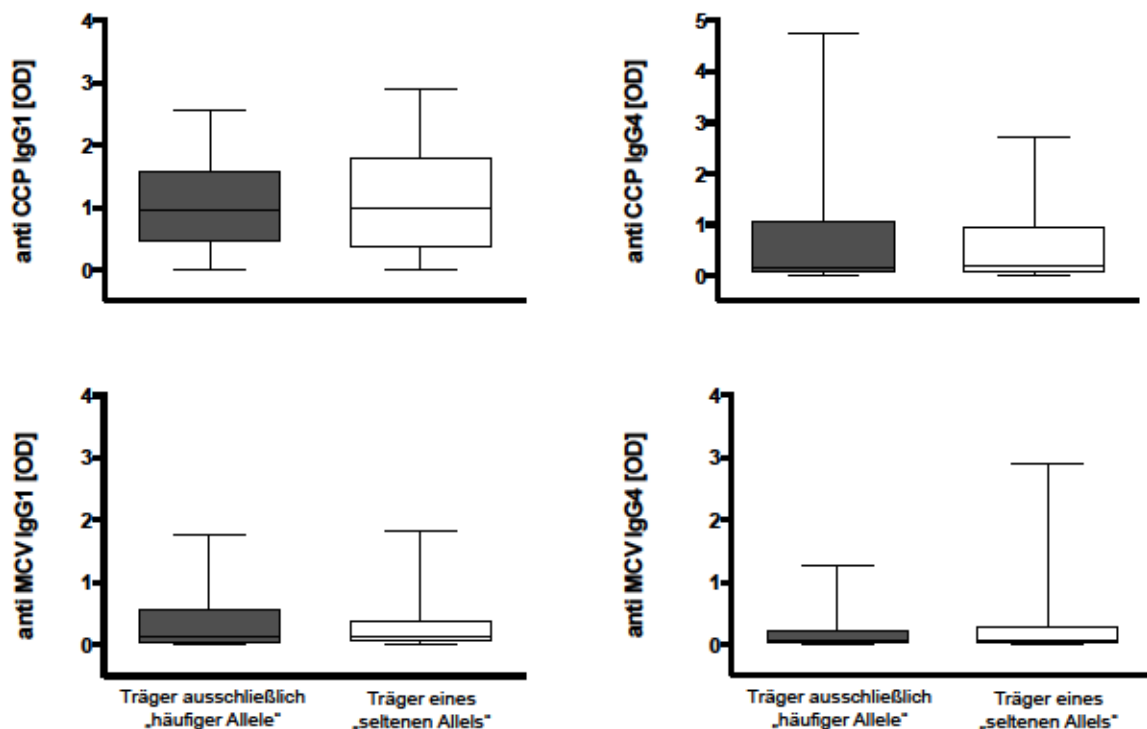 anti CCP IgG1 [OD]
4
3
2
1
0
anti CCP IgG4 [OD]
5
4
3
2
1
0
anti MCV IgG1 [OD]
4
3
2
1
0
Träger ausschließlich
„häufiger Allele“
Träger eines
„seltenen Allels“
anti MCV IgG4 [OD]
4
3
2
1
0
Träger ausschließlich
„häufiger Allele“
Träger eines
„seltenen Allels“